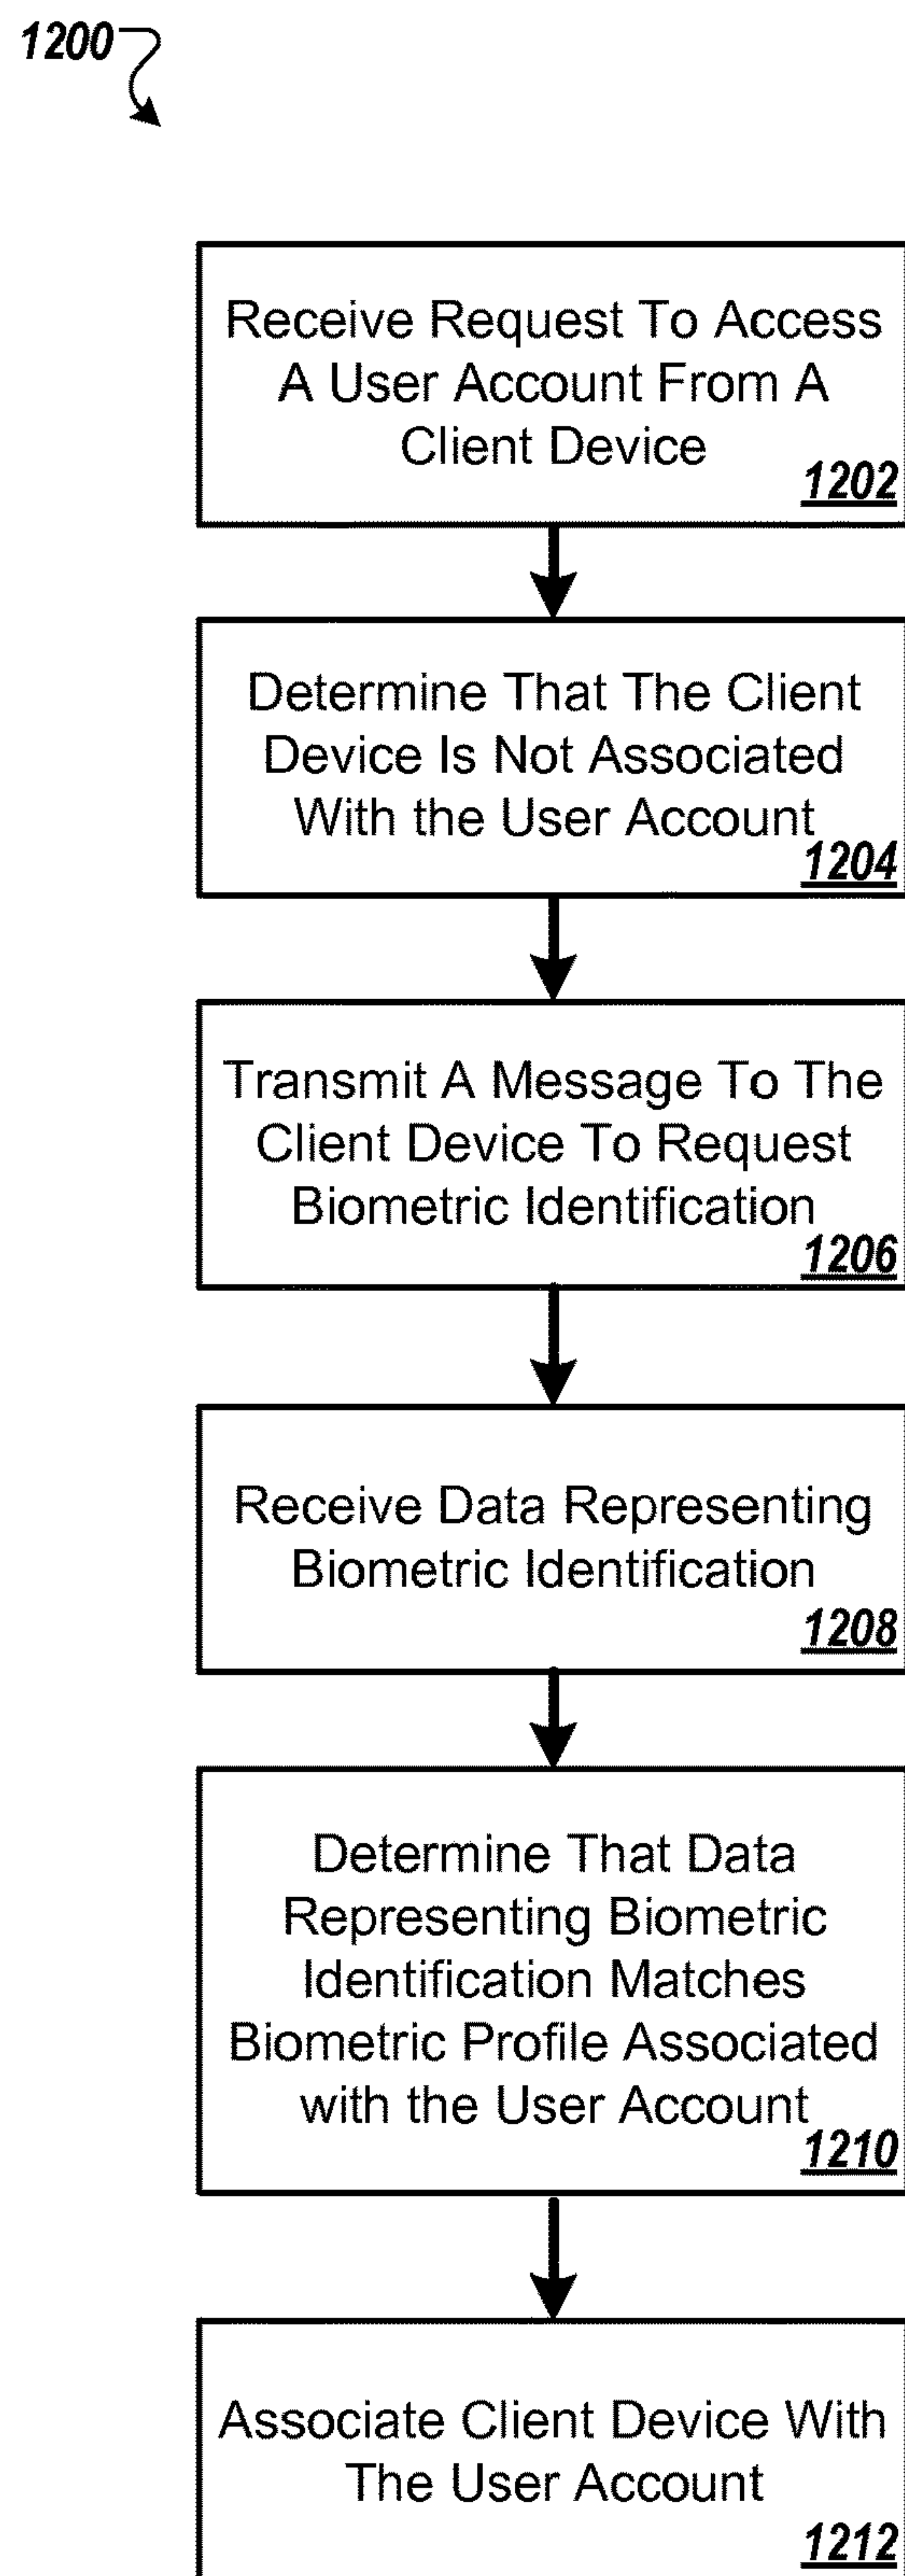 1200
Receive Request To Access
A User Account From A
Client Device
1202
Determine That The Client
Device Is Not Associated
With the User Account
1204
Transmit A Message To The
Client Device To Request
Biometric Identification
1206
Receive Data Representing
Biometric Identification
1208
Determine That Data
Representing Biometric
Identification Matches
Biometric Profile Associated
with the User Account
1210
Associate Client Device With
The User Account
1212